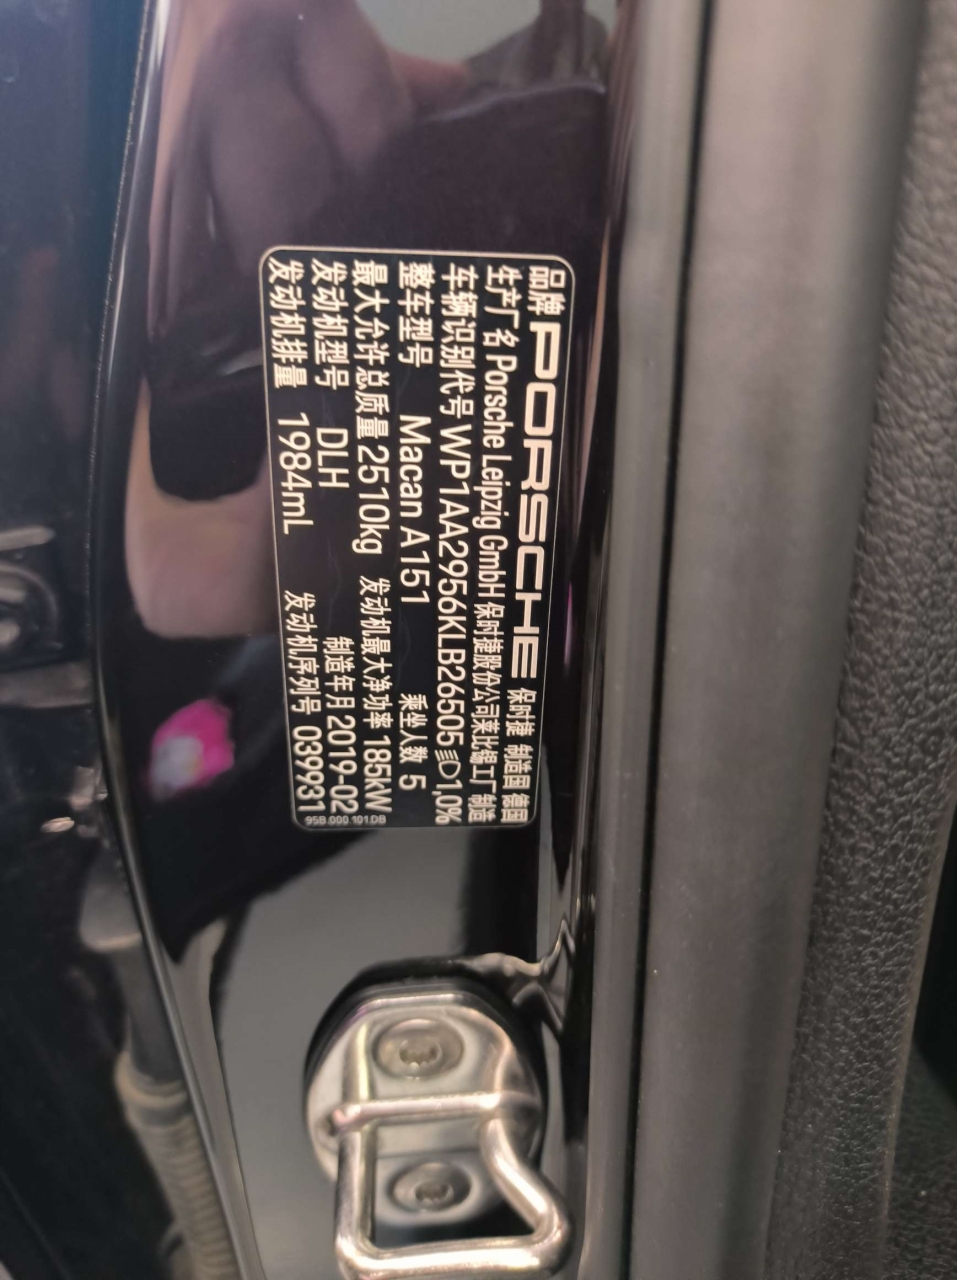 品牌 PORSCHE 保时捷 制造国 德国
生产厂名 Porsche Leipzig GmbH 保时捷股份公司莱比锡工厂 制造
车辆识别代号 WP1AA2956KLB26505 1,0%
整车型号 Macan A151 乘坐人数 5
最大允许总质量 2510kg 发动机最大净功率 185kW
发动机型号 DLH 制造年月 2019-02
发动机排量 1984mL 发动机序列号 039931
95B.000.101.DB